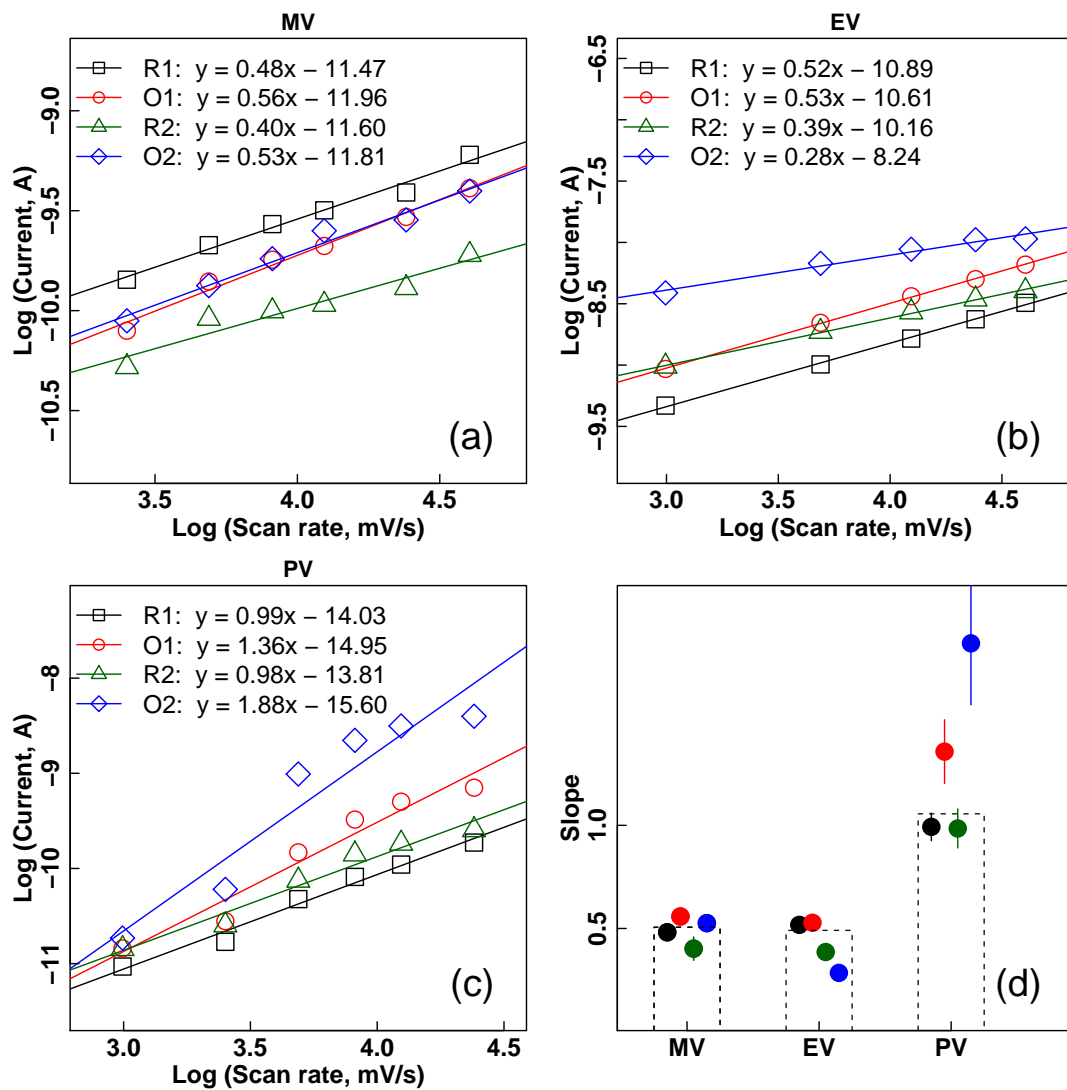 MV
R1: y = 0.48x − 11.47
O1: y = 0.56x − 11.96
R2: y = 0.40x − 11.60
O2: y = 0.53x − 11.81
Log (Current, A)
−9.0
−9.5
−10.0
−10.5
(a)
3.5 4.0 4.5
Log (Scan rate, mV/s)
EV
R1: y = 0.52x − 10.89
O1: y = 0.53x − 10.61
R2: y = 0.39x − 10.16
O2: y = 0.28x − 8.24
Log (Current, A)
−6.5
−7.5
−8.5
−9.5
(b)
3.0 3.5 4.0 4.5
Log (Scan rate, mV/s)
PV
R1: y = 0.99x − 14.03
O1: y = 1.36x − 14.95
R2: y = 0.98x − 13.81
O2: y = 1.88x − 15.60
Log (Current, A)
−8
−9
−10
−11
(c)
3.0 3.5 4.0 4.5
Log (Scan rate, mV/s)
Slope
1.0
0.5
(d)
MV EV PV